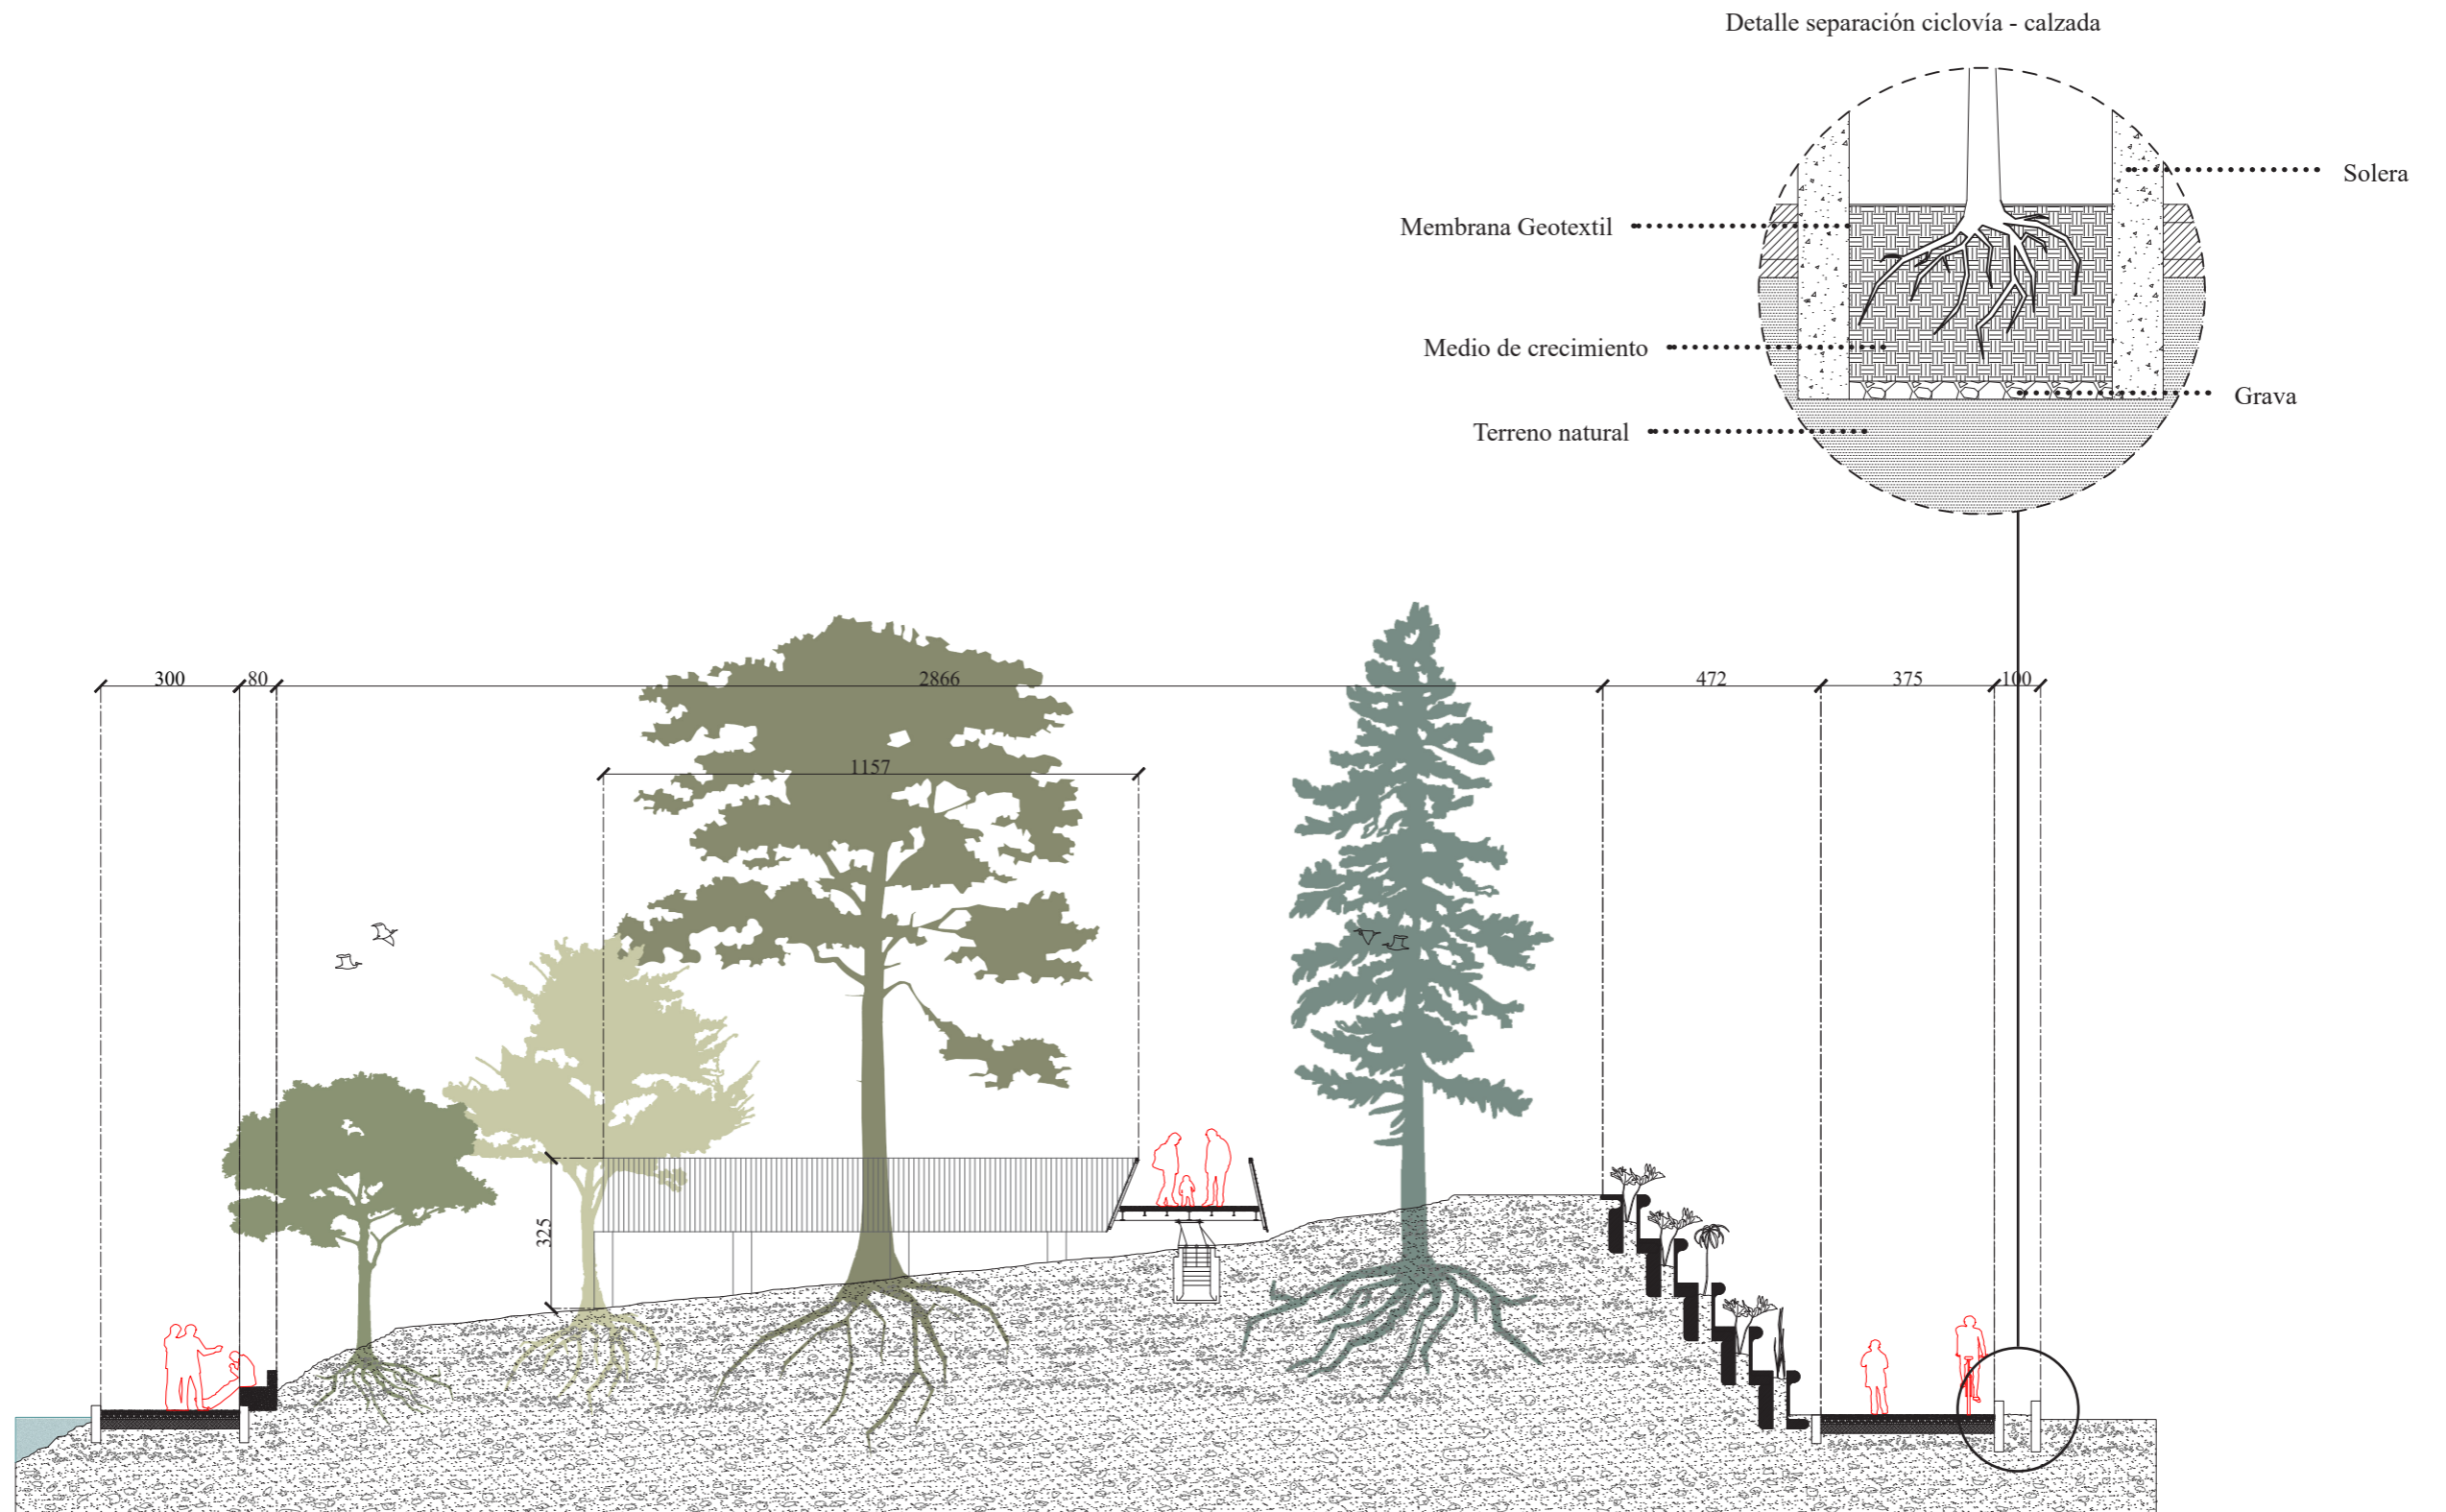 Detalle separación ciclovía - calzada
Solera
Membrana Geotextil
Medio de crecimiento
Grava
Terreno natural
300
80
2866
472
375
100
1157
325